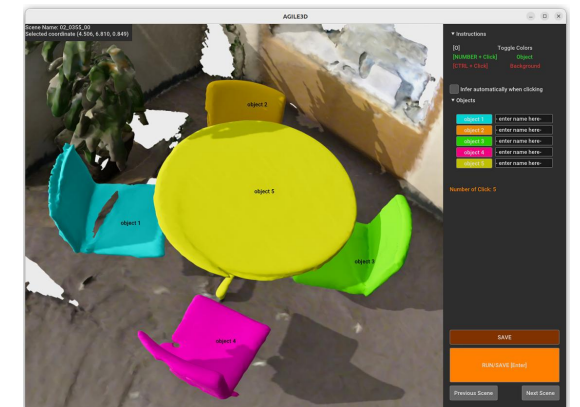 AGILE3D
Scene Name: 02_0355_00
Selected coordinate (4.506, 6.810, 0.849)
▼ Instructions
[O] Toggle Colors
[NUMBER + Click] Object
[CTRL + Click] Background
Infer automatically when clicking
▼ Objects
object 1 - enter name here-
object 2 - enter name here-
object 3 - enter name here-
object 4 - enter name here-
object 5 - enter name here-
Number of Click: 5
object 2
object 5
object 1
object 3
object 4
SAVE
RUN/SAVE [Enter]
Previous Scene Next Scene